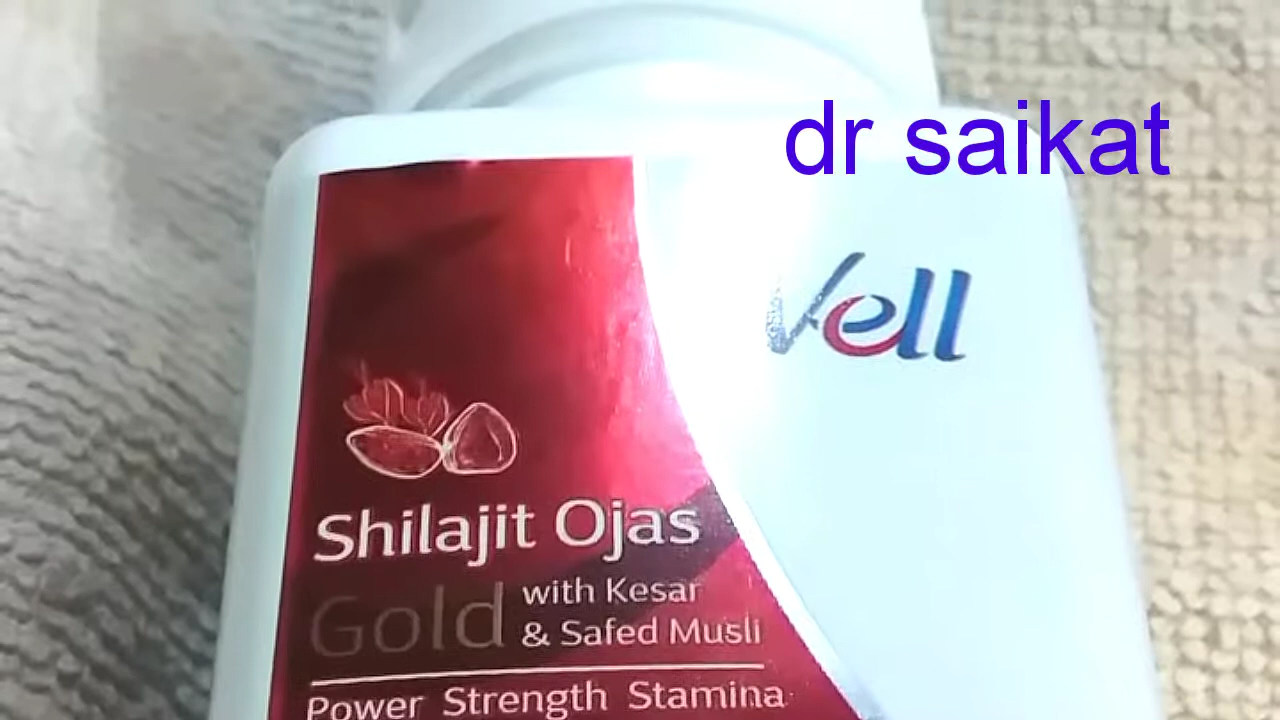 dr saikat
Vell
Shilajit Ojas
Gold with Kesar
& Safed Musli
Power Strength Stamina